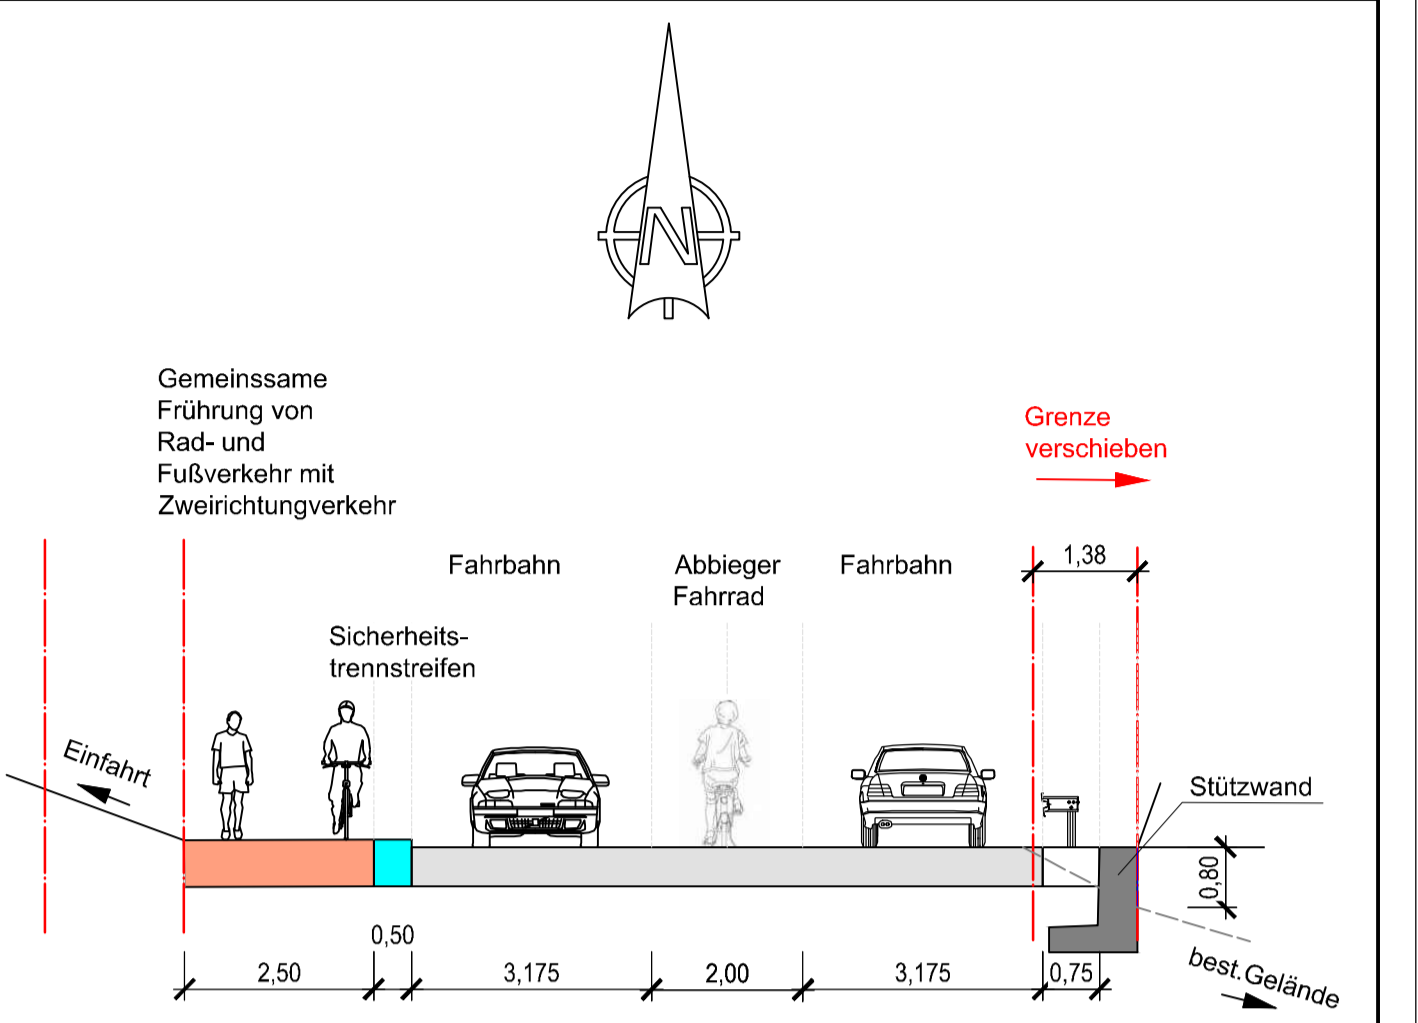 N
Gemeinssame
Frührung von
Rad- und
Fußverkehr mit
Zweirichtungverkehr
Grenze
verschieben
Fahrbahn
Abbieger
Fahrrad
Fahrbahn
1,38
Sicherheits-
trennstreifen
Einfahrt
Stützwand
0,80
0,50
2,50
3,175
2,00
3,175
0,75
best.Gelände